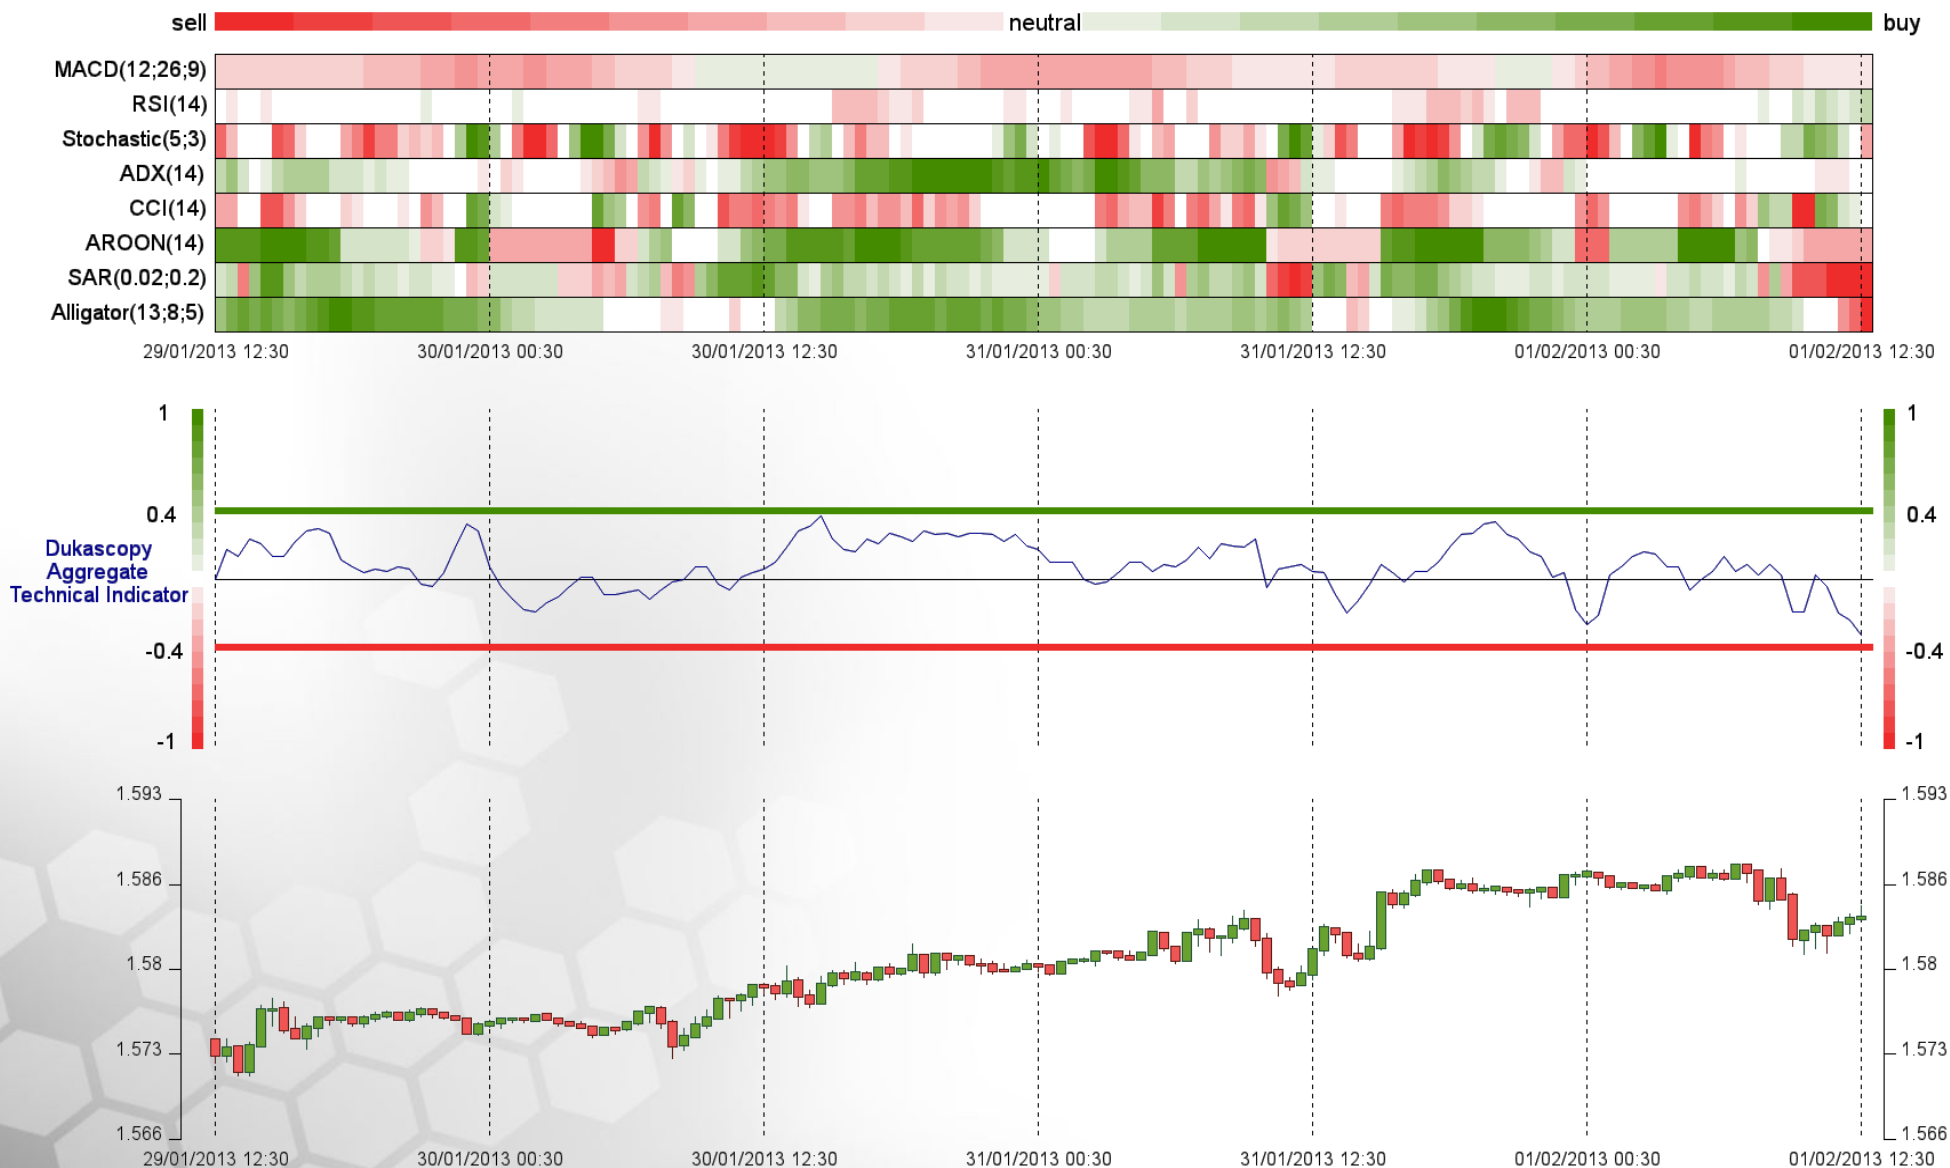 sell neutral buy
MACD(12;26;9)
RSI(14)
Stochastic(5;3)
ADX(14)
CCI(14)
AROON(14)
SAR(0.02;0.2)
Alligator(13;8;5)
29/01/2013 12:30 30/01/2013 00:30 30/01/2013 12:30 31/01/2013 00:30 31/01/2013 12:30 01/02/2013 00:30 01/02/2013 12:30
1 1
0.4 0.4
Dukascopy
Aggregate
Technical Indicator
-0.4 -0.4
-1 -1
1.593 1.593
1.586 1.586
1.58 1.58
1.573 1.573
1.566 1.566
29/01/2013 12:30 30/01/2013 00:30 30/01/2013 12:30 31/01/2013 00:30 31/01/2013 12:30 01/02/2013 00:30 01/02/2013 12:30